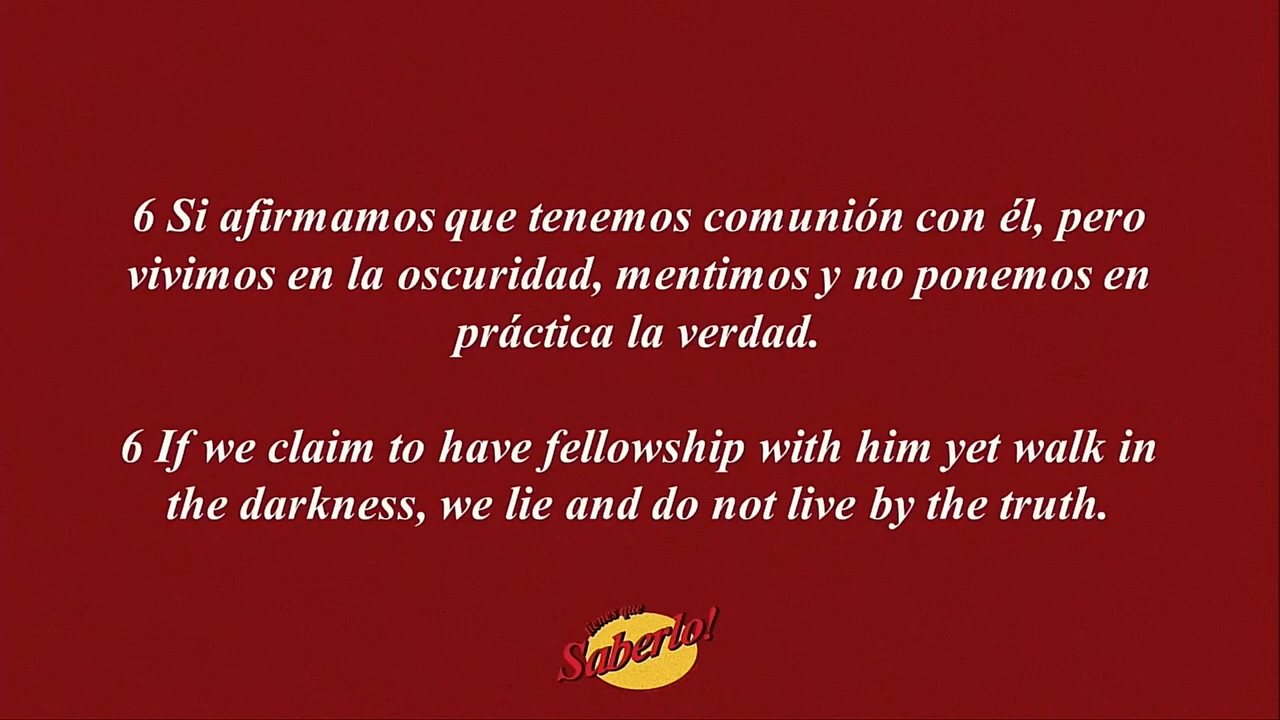 6 Si afirmamos que tenemos comunión con él, pero
vivimos en la oscuridad, mentimos y no ponemos en
práctica la verdad.
6 If we claim to have fellowship with him yet walk in
the darkness, we lie and do not live by the truth.
tienes que
Saberlo!